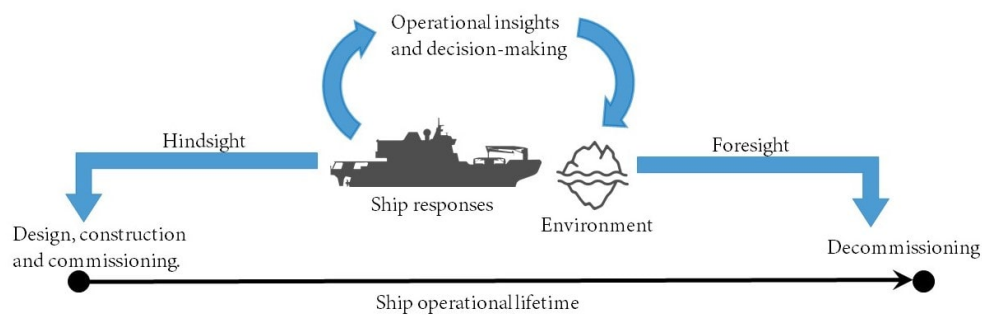 Operational insights
and decision-making
Hindsight
Foresight
Ship responses
Environment
Design, construction
and commissioning.
Decommissioning
Ship operational lifetime